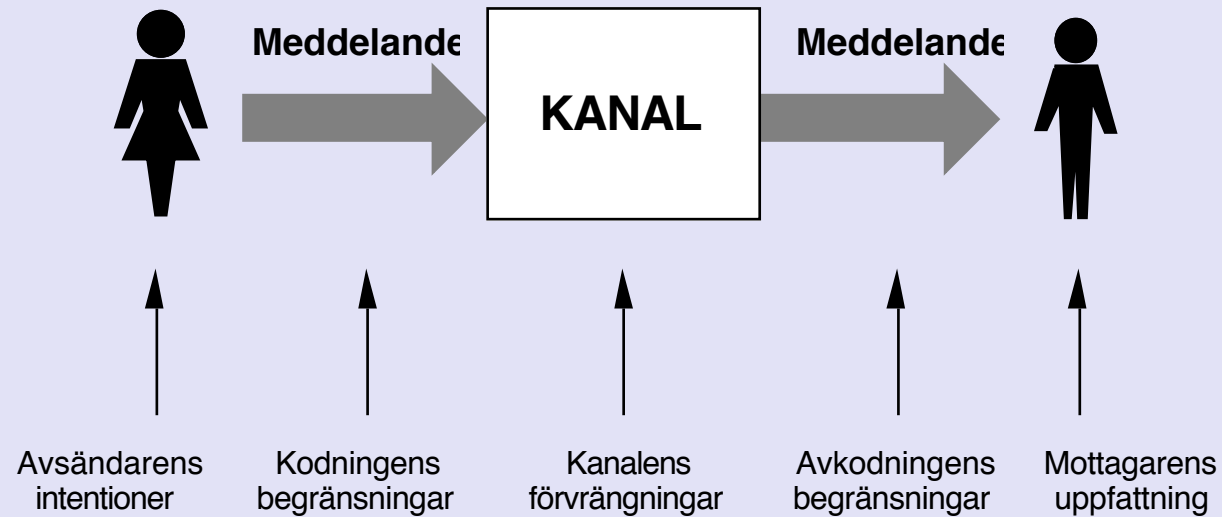 Meddelande
KANAL
Meddelande
Avsändarens
intentioner
Kodningens
begränsningar
Kanalens
förvrängningar
Avkodningens
begränsningar
Mottagarens
uppfattning